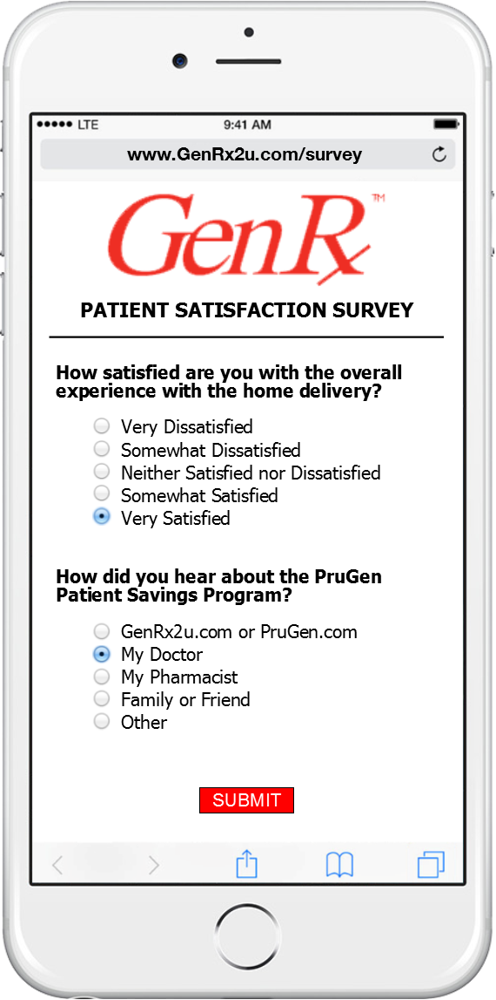 LTE
9:41 AM
www.GenRx2u.com/survey
GenRx™
PATIENT SATISFACTION SURVEY
How satisfied are you with the overall
experience with the home delivery?
Very Dissatisfied
Somewhat Dissatisfied
Neither Satisfied nor Dissatisfied
Somewhat Satisfied
Very Satisfied
How did you hear about the PruGen
Patient Savings Program?
GenRx2u.com or PruGen.com
My Doctor
My Pharmacist
Family or Friend
Other
SUBMIT